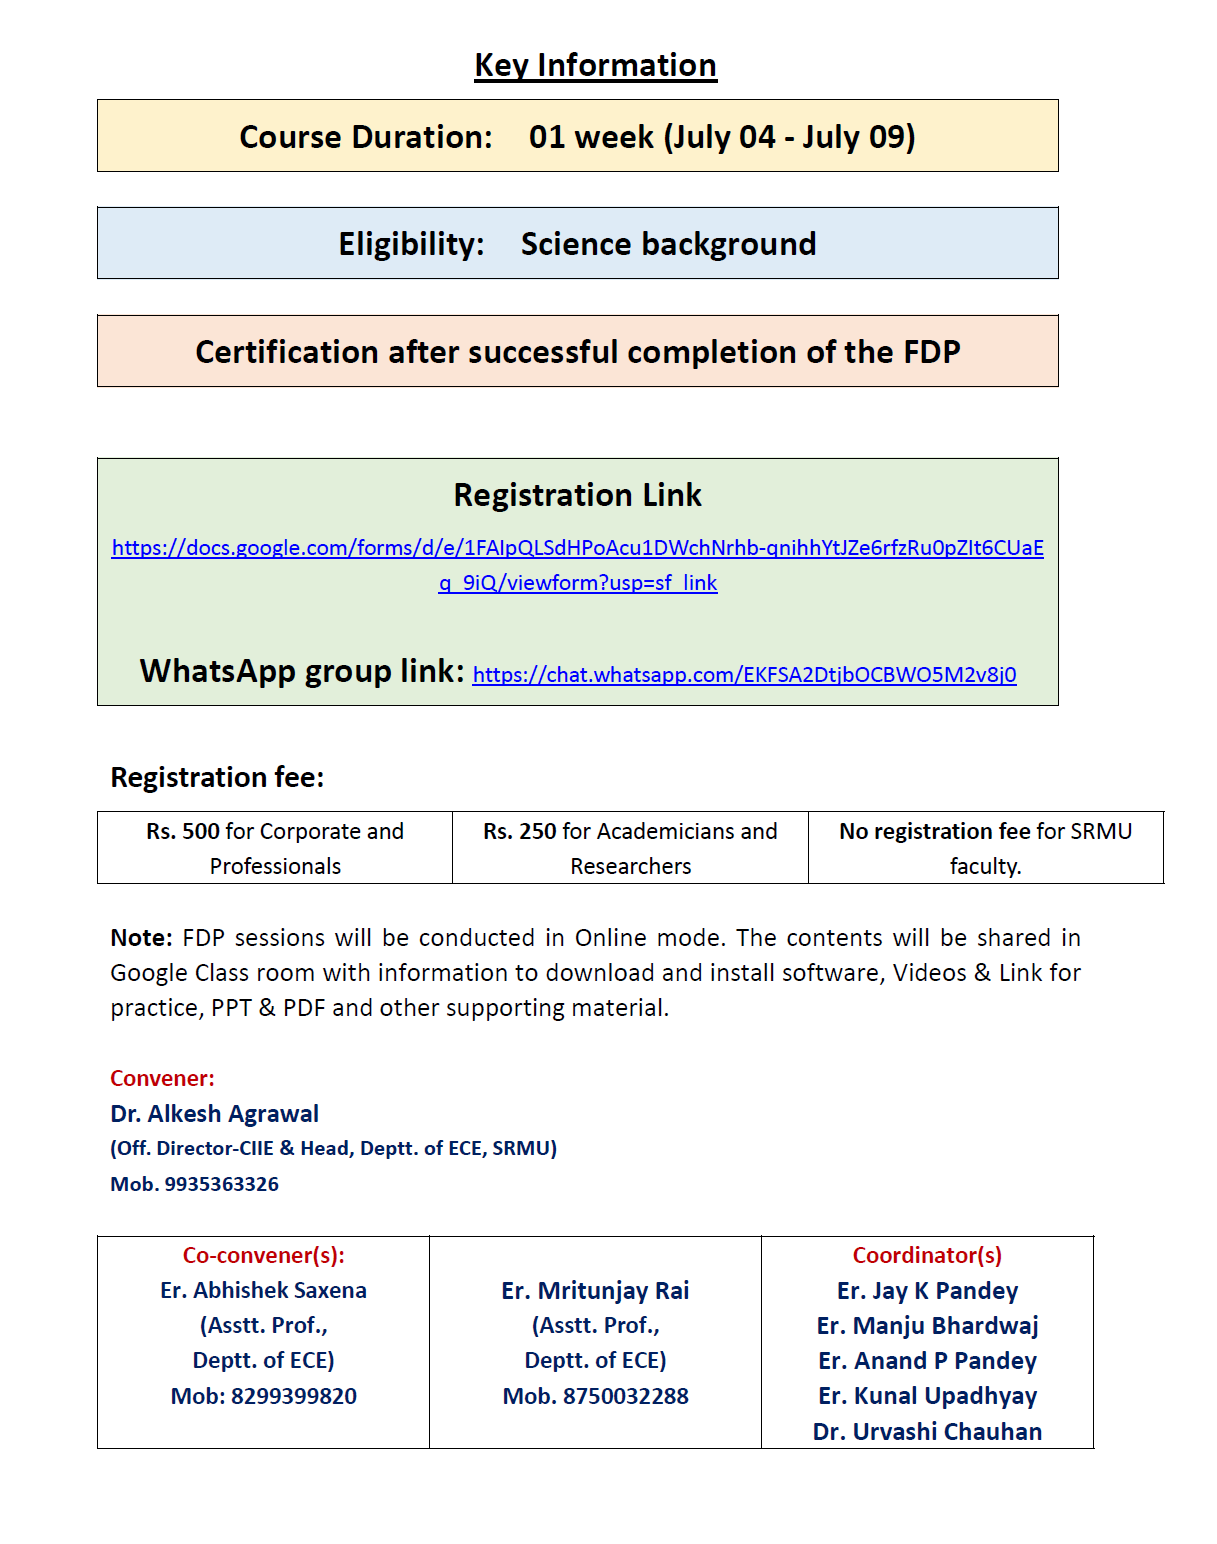 Key Information
Course Duration: 01 week (July 04 - July 09)
Eligibility: Science background
Certification after successful completion of the FDP
Registration Link
https://docs.google.com/forms/d/e/1FAIpQLSdHPoAcu1DWchNrhb-qnihhYtJZe6rfzRu0pZIt6CUaE
q_9iQ/viewform?usp=sf_link
WhatsApp group link: https://chat.whatsapp.com/EKFSA2DtjbOCBWO5M2v8j0
Registration fee:
Rs. 500 for Corporate and
Professionals
Rs. 250 for Academicians and
Researchers
No registration fee for SRMU
faculty.
Note: FDP sessions will be conducted in Online mode. The contents will be shared in
Google Class room with information to download and install software, Videos & Link for
practice, PPT & PDF and other supporting material.
Convener:
Dr. Alkesh Agrawal
(Off. Director-CIIE & Head, Deptt. of ECE, SRMU)
Mob. 9935363326
Co-convener(s):
Er. Abhishek Saxena
(Asstt. Prof.,
Deptt. of ECE)
Mob: 8299399820
Er. Mritunjay Rai
(Asstt. Prof.,
Deptt. of ECE)
Mob. 8750032288
Coordinator(s)
Er. Jay K Pandey
Er. Manju Bhardwaj
Er. Anand P Pandey
Er. Kunal Upadhyay
Dr. Urvashi Chauhan